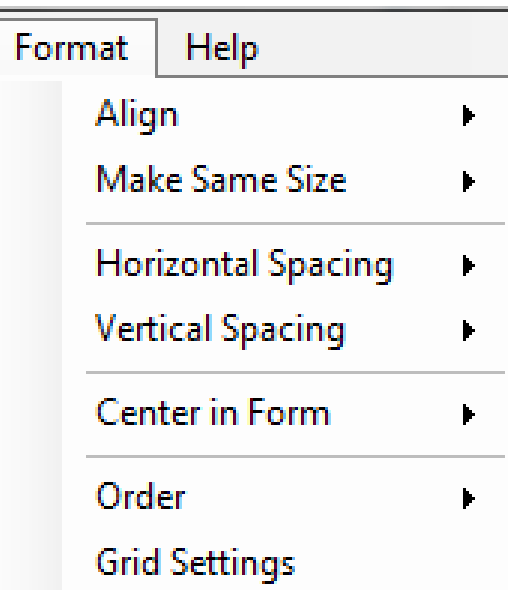 Format Help
Align
Make Same Size
Horizontal Spacing
Vertical Spacing
Center in Form
Order
Grid Settings